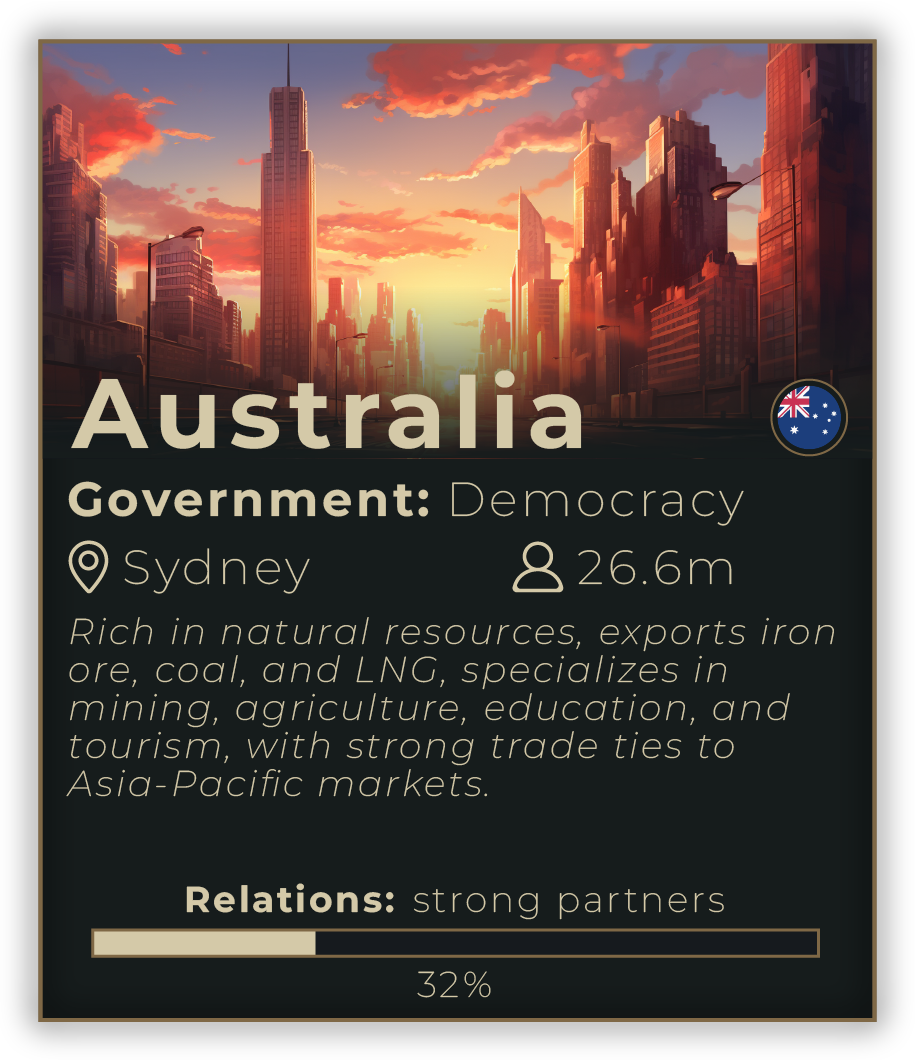 Australia
Government: Democracy
Sydney
26.6m
Rich in natural resources, exports iron
ore, coal, and LNG, specializes in
mining, agriculture, education, and
tourism, with strong trade ties to
Asia-Pacific markets.
Relations: strong partners
32%